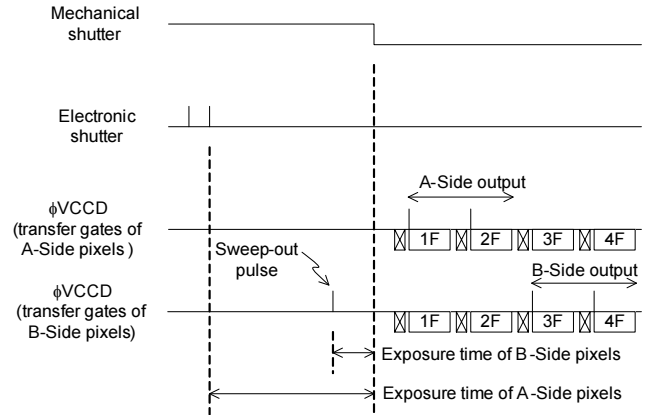 Mechanical
shutter
Electronic
shutter
A-Side output
ϕVCCD
(transfer gates of
A-Side pixels )
1F 2F 3F 4F
Sweep-out
pulse
B-Side output
ϕVCCD
(transfer gates of
B-Side pixels)
1F 2F 3F 4F
Exposure time of B-Side pixels
Exposure time of A-Side pixels